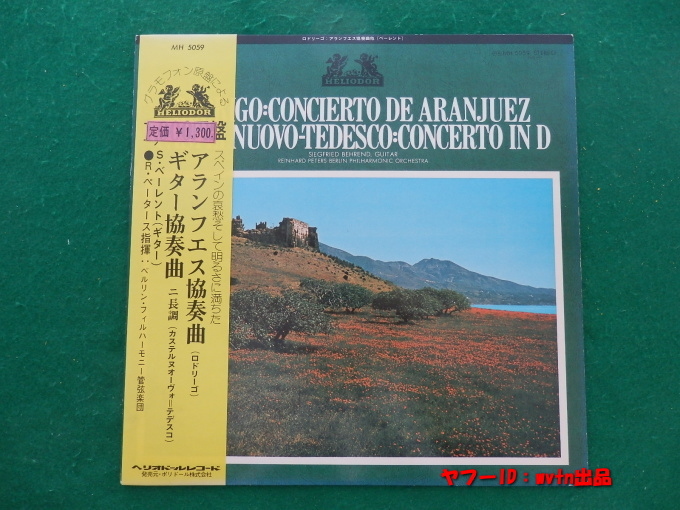 ロドリーゴ：アランフエス協奏曲他［ベーレント］
HELIODOR
GO:CONCIERTO DE ARANJUEZ
NUOVO-TEDESCO:CONCERTO IN D
SIEGFRIED BEHREND, GUITAR
REINHARD PETERS BERLIN PHILHARMONIC ORCHESTRA
MH 5059
グラモフォン原盤による
HELIODOR
定価 ￥1,300.
盤
スペインの哀愁そして明るさに満ちた
アランフエス協奏曲（ロドリーゴ）
ギター協奏曲 ニ長調（カステルヌオーヴォ＝テデスコ）
S・ベーレント（ギター）
●R・ペータース指揮：ベルリン・フィルハーモニー管弦楽団
ヘリオドールレコード
発売元・ポリドール株式会社
ヤフーID：mvtn出品